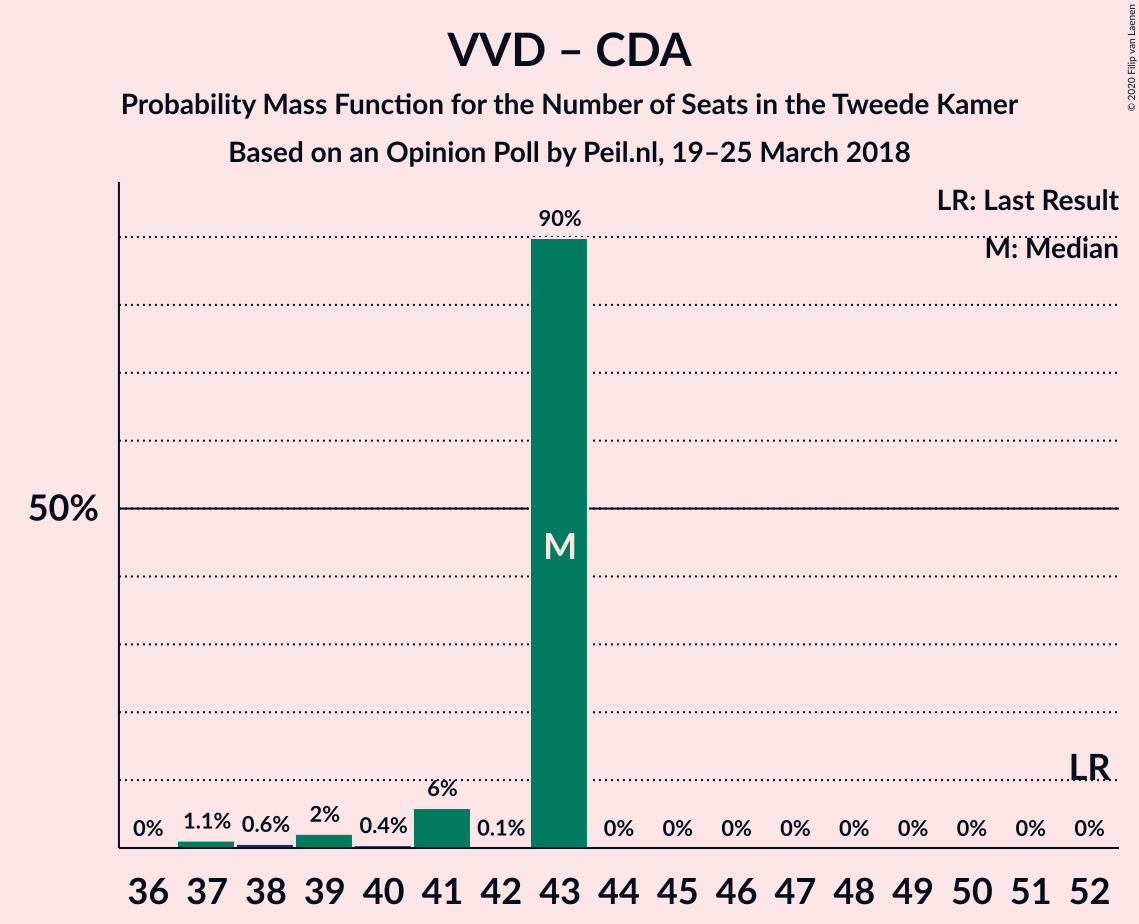 VVD – CDA
Probability Mass Function for the Number of Seats in the Tweede Kamer
Based on an Opinion Poll by Peil.nl, 19–25 March 2018
© 2020 Filip van Laenen
LR: Last Result
M: Median
90%
50%
M
LR
0% 1.1% 0.6% 2% 0.4% 6% 0.1% 0% 0% 0% 0% 0% 0% 0% 0% 0%
36 37 38 39 40 41 42 43 44 45 46 47 48 49 50 51 52